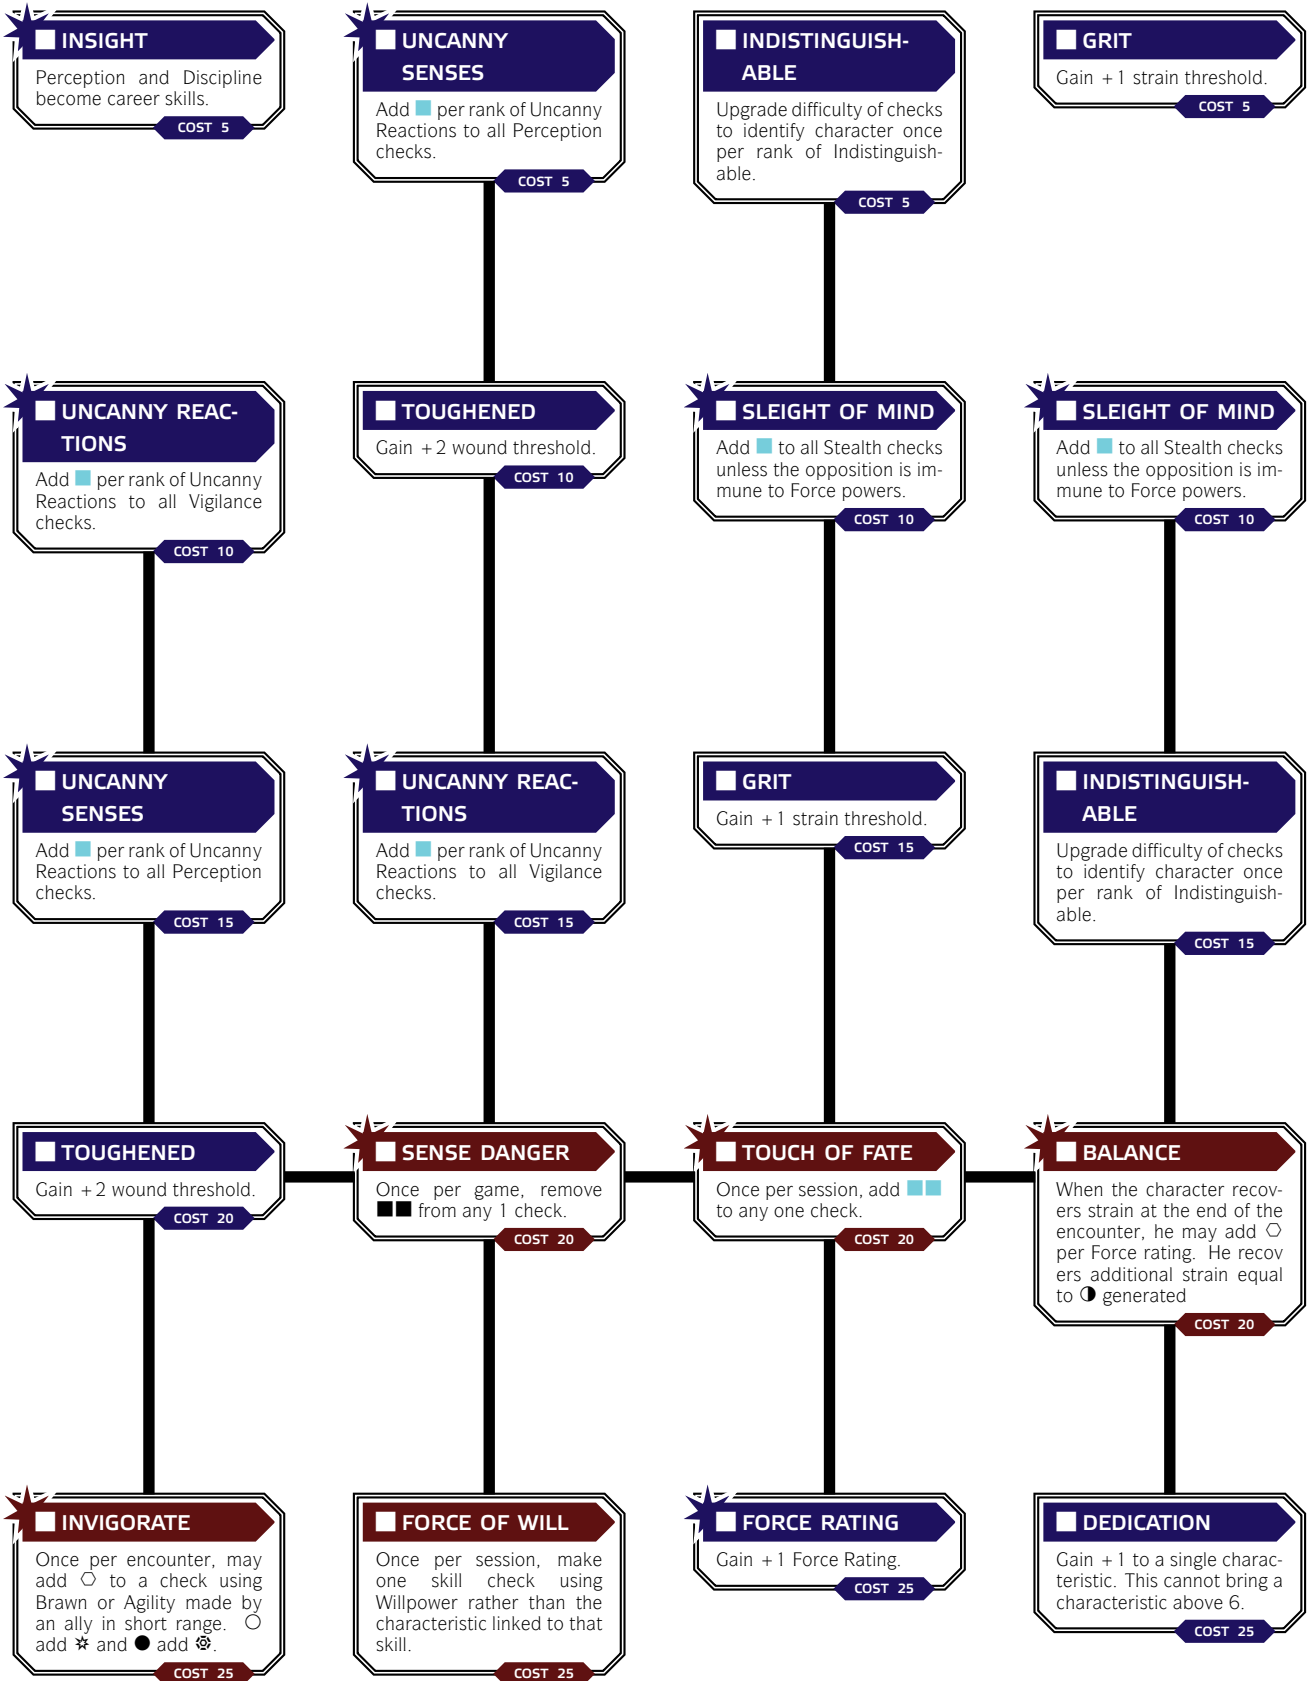 INSIGHT
Perception and Discipline
become career skills.
COST 5
UNCANNY
SENSES
Add per rank of Uncanny
Reactions to all Perception
checks.
COST 5
INDISTINGUISH-
ABLE
Upgrade difficulty of checks
to identify character once
per rank of Indistinguish-
able.
COST 5
GRIT
Gain +1 strain threshold.
COST 5
UNCANNY REAC-
TIONS
Add per rank of Uncanny
Reactions to all Vigilance
checks.
COST 10
TOUGHENED
Gain +2 wound threshold.
COST 10
SLEIGHT OF MIND
Add to all Stealth checks
unless the opposition is im-
mune to Force powers.
COST 10
SLEIGHT OF MIND
Add to all Stealth checks
unless the opposition is im-
mune to Force powers.
COST 10
UNCANNY
SENSES
Add per rank of Uncanny
Reactions to all Perception
checks.
COST 15
UNCANNY REAC-
TIONS
Add per rank of Uncanny
Reactions to all Vigilance
checks.
COST 15
GRIT
Gain +1 strain threshold.
COST 15
INDISTINGUISH-
ABLE
Upgrade difficulty of checks
to identify character once
per rank of Indistinguish-
able.
COST 15
TOUGHENED
Gain +2 wound threshold.
COST 20
SENSE DANGER
Once per game, remove
from any 1 check.
COST 20
TOUCH OF FATE
Once per session, add
to any one check.
COST 20
BALANCE
When the character recov-
ers strain at the end of the
encounter, he may add
per Force rating. He recov
ers additional strain equal
to generated
COST 20
INVIGORATE
Once per encounter, may
add to a check using
Brawn or Agility made by
an ally in short range.
add and add .
COST 25
FORCE OF WILL
Once per session, make
one skill check using
Willpower rather than the
characteristic linked to that
skill.
COST 25
FORCE RATING
Gain +1 Force Rating.
COST 25
DEDICATION
Gain +1 to a single charac-
teristic. This cannot bring a
characteristic above 6.
COST 25